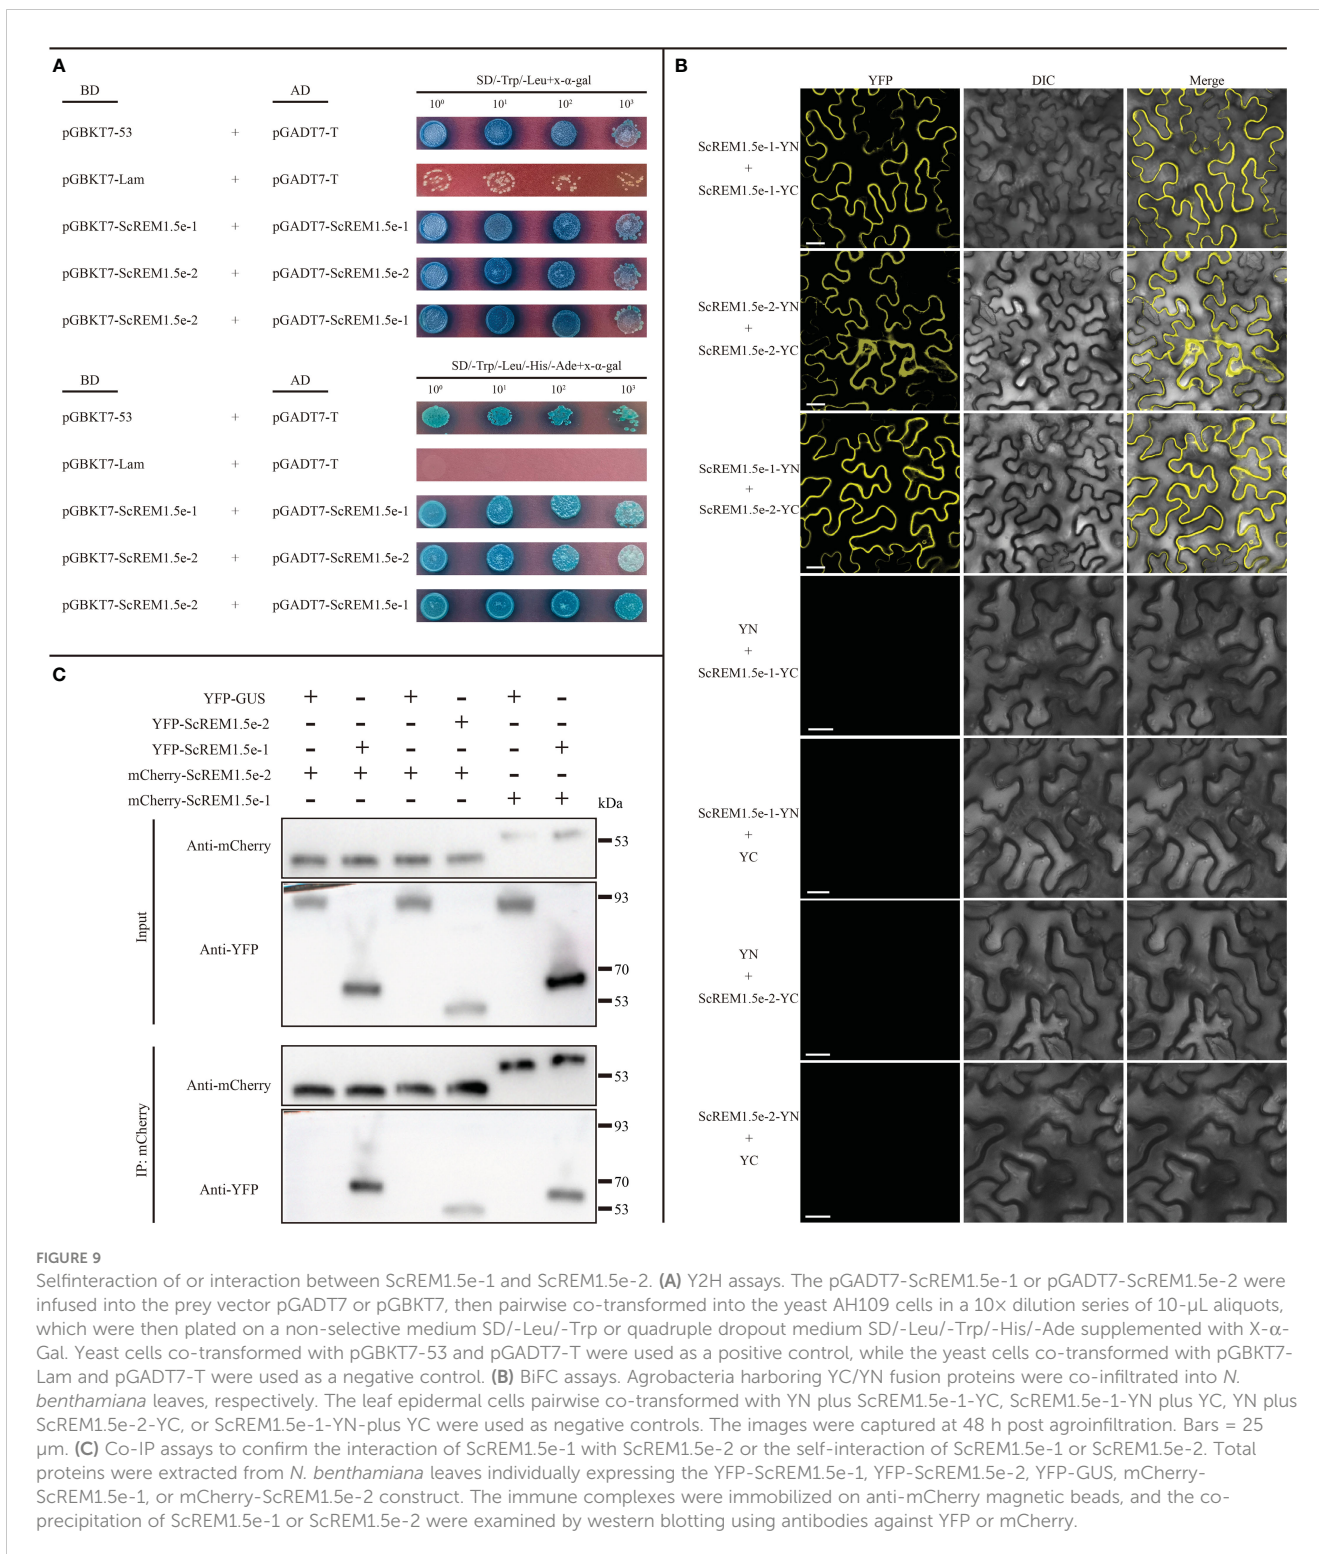 A
BD AD SD/-Trp/-Leu+x-α-gal
10⁰ 10¹ 10² 10³
pGBKT7-53 + pGADT7-T
pGBKT7-Lam + pGADT7-T
pGBKT7-ScREM1.5e-1 + pGADT7-ScREM1.5e-1
pGBKT7-ScREM1.5e-2 + pGADT7-ScREM1.5e-2
pGBKT7-ScREM1.5e-2 + pGADT7-ScREM1.5e-1
BD AD SD/-Trp/-Leu/-His/-Ade+x-α-gal
10⁰ 10¹ 10² 10³
pGBKT7-53 + pGADT7-T
pGBKT7-Lam + pGADT7-T
pGBKT7-ScREM1.5e-1 + pGADT7-ScREM1.5e-1
pGBKT7-ScREM1.5e-2 + pGADT7-ScREM1.5e-2
pGBKT7-ScREM1.5e-2 + pGADT7-ScREM1.5e-1
B
YFP DIC Merge
ScREM1.5e-1-YN
+
ScREM1.5e-1-YC
ScREM1.5e-2-YN
+
ScREM1.5e-2-YC
ScREM1.5e-1-YN
+
ScREM1.5e-2-YC
YN
+
ScREM1.5e-1-YC
ScREM1.5e-1-YN
+
YC
YN
+
ScREM1.5e-2-YC
ScREM1.5e-2-YN
+
YC
C
YFP-GUS + - + - + -
YFP-ScREM1.5e-2 - - - + - -
YFP-ScREM1.5e-1 - + - - - +
mCherry-ScREM1.5e-2 + + + + - -
mCherry-ScREM1.5e-1 - - - - + + kDa
Input
Anti-mCherry 53
Anti-YFP 93
70
53
IP: mCherry
Anti-mCherry 53
Anti-YFP 93
70
53
FIGURE 9
Selfinteraction of or interaction between ScREM1.5e-1 and ScREM1.5e-2. (A) Y2H assays. The pGADT7-ScREM1.5e-1 or pGADT7-ScREM1.5e-2 were
infused into the prey vector pGADT7 or pGBKT7, then pairwise co-transformed into the yeast AH109 cells in a 10× dilution series of 10-μL aliquots,
which were then plated on a non-selective medium SD/-Leu/-Trp or quadruple dropout medium SD/-Leu/-Trp/-His/-Ade supplemented with X-α-
Gal. Yeast cells co-transformed with pGBKT7-53 and pGADT7-T were used as a positive control, while the yeast cells co-transformed with pGBKT7-
Lam and pGADT7-T were used as a negative control. (B) BiFC assays. Agrobacteria harboring YC/YN fusion proteins were co-infiltrated into N.
benthamiana leaves, respectively. The leaf epidermal cells pairwise co-transformed with YN plus ScREM1.5e-1-YC, ScREM1.5e-1-YN plus YC, YN plus
ScREM1.5e-2-YC, or ScREM1.5e-1-YN-plus YC were used as negative controls. The images were captured at 48 h post agroinfiltration. Bars = 25
μm. (C) Co-IP assays to confirm the interaction of ScREM1.5e-1 with ScREM1.5e-2 or the self-interaction of ScREM1.5e-1 or ScREM1.5e-2. Total
proteins were extracted from N. benthamiana leaves individually expressing the YFP-ScREM1.5e-1, YFP-ScREM1.5e-2, YFP-GUS, mCherry-
ScREM1.5e-1, or mCherry-ScREM1.5e-2 construct. The immune complexes were immobilized on anti-mCherry magnetic beads, and the co-
precipitation of ScREM1.5e-1 or ScREM1.5e-2 were examined by western blotting using antibodies against YFP or mCherry.